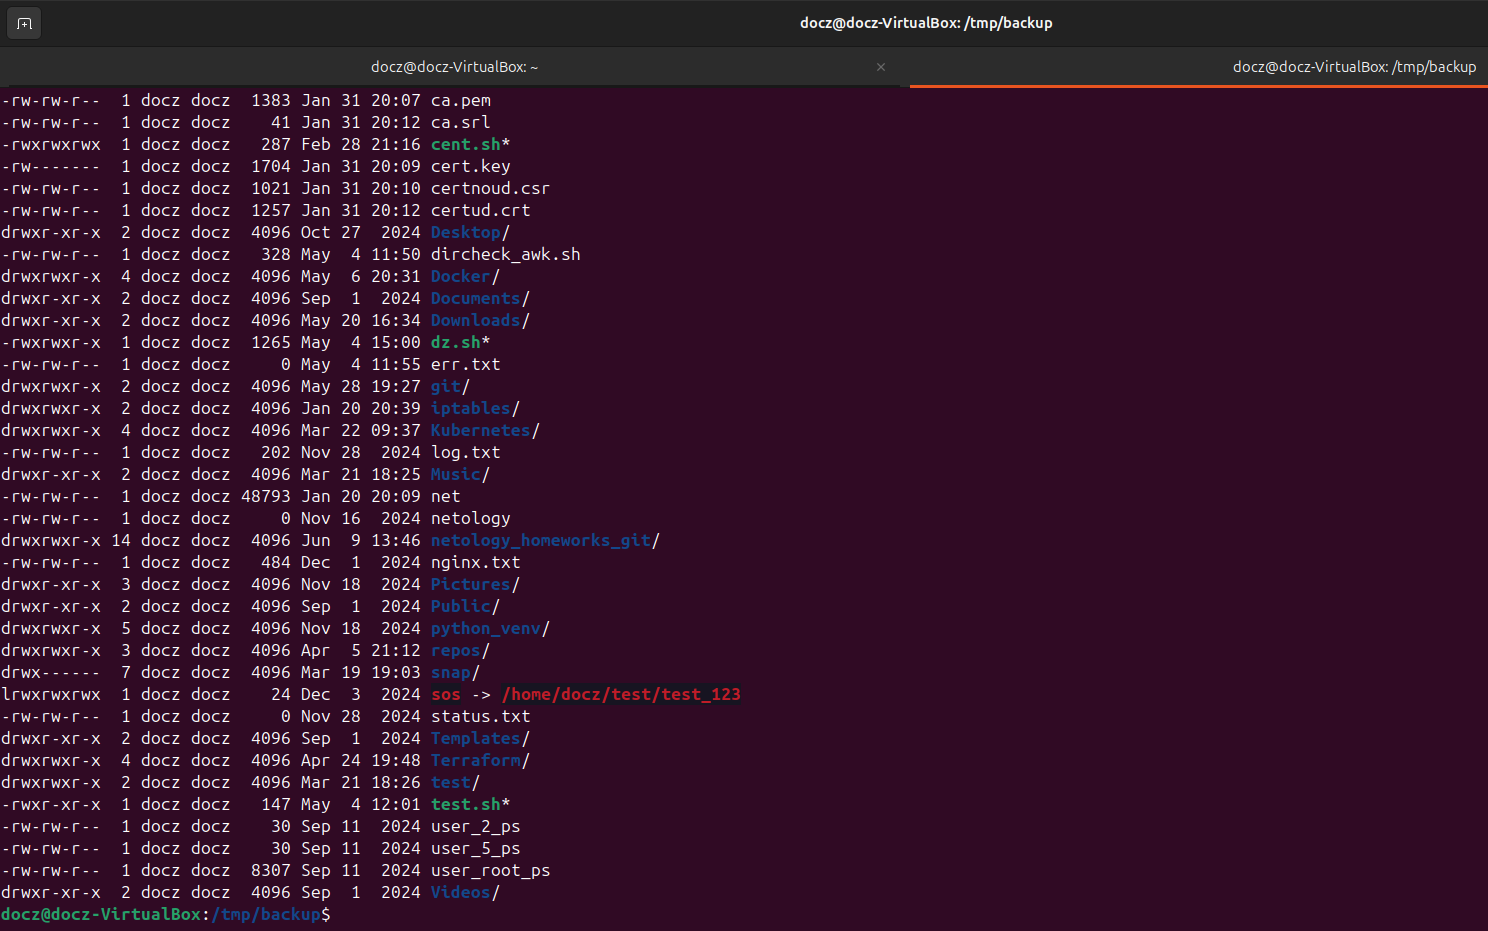 docz@docz-VirtualBox: /tmp/backup
docz@docz-VirtualBox: ~ × docz@docz-VirtualBox: /tmp/backup
-rw-rw-r--  1 docz docz  1383 Jan 31 20:07 ca.pem
-rw-rw-r--  1 docz docz    41 Jan 31 20:12 ca.srl
-rwxrwxrwx  1 docz docz   287 Feb 28 21:16 cent.sh*
-rw-------  1 docz docz  1704 Jan 31 20:09 cert.key
-rw-rw-r--  1 docz docz  1021 Jan 31 20:10 certnoud.csr
-rw-rw-r--  1 docz docz  1257 Jan 31 20:12 certud.crt
drwxr-xr-x  2 docz docz  4096 Oct 27  2024 Desktop/
-rw-rw-r--  1 docz docz   328 May  4 11:50 dircheck_awk.sh
drwxrwxr-x  4 docz docz  4096 May  6 20:31 Docker/
drwxr-xr-x  2 docz docz  4096 Sep  1  2024 Documents/
drwxr-xr-x  2 docz docz  4096 May 20 16:34 Downloads/
-rwxrwxr-x  1 docz docz  1265 May  4 15:00 dz.sh*
-rw-rw-r--  1 docz docz     0 May  4 11:55 err.txt
drwxrwxr-x  2 docz docz  4096 May 28 19:27 git/
drwxrwxr-x  2 docz docz  4096 Jan 20 20:39 iptables/
drwxrwxr-x  4 docz docz  4096 Mar 22 09:37 Kubernetes/
-rw-rw-r--  1 docz docz   202 Nov 28  2024 log.txt
drwxr-xr-x  2 docz docz  4096 Mar 21 18:25 Music/
-rw-rw-r--  1 docz docz 48793 Jan 20 20:09 net
-rw-rw-r--  1 docz docz     0 Nov 16  2024 netology
drwxrwxr-x 14 docz docz  4096 Jun  9 13:46 netology_homeworks_git/
-rw-rw-r--  1 docz docz   484 Dec  1  2024 nginx.txt
drwxr-xr-x  3 docz docz  4096 Nov 18  2024 Pictures/
drwxr-xr-x  2 docz docz  4096 Sep  1  2024 Public/
drwxrwxr-x  5 docz docz  4096 Nov 18  2024 python_venv/
drwxrwxr-x  3 docz docz  4096 Apr  5 21:12 repos/
drwx------  7 docz docz  4096 Mar 19 19:03 snap/
lrwxrwxrwx  1 docz docz    24 Dec  3  2024 sos -> /home/docz/test/test_123
-rw-rw-r--  1 docz docz     0 Nov 28  2024 status.txt
drwxr-xr-x  2 docz docz  4096 Sep  1  2024 Templates/
drwxrwxr-x  4 docz docz  4096 Apr 24 19:48 Terraform/
drwxrwxr-x  2 docz docz  4096 Mar 21 18:26 test/
-rwxr-xr-x  1 docz docz   147 May  4 12:01 test.sh*
-rw-rw-r--  1 docz docz    30 Sep 11  2024 user_2_ps
-rw-rw-r--  1 docz docz    30 Sep 11  2024 user_5_ps
-rw-rw-r--  1 docz docz  8307 Sep 11  2024 user_root_ps
drwxr-xr-x  2 docz docz  4096 Sep  1  2024 Videos/
docz@docz-VirtualBox:/tmp/backup$